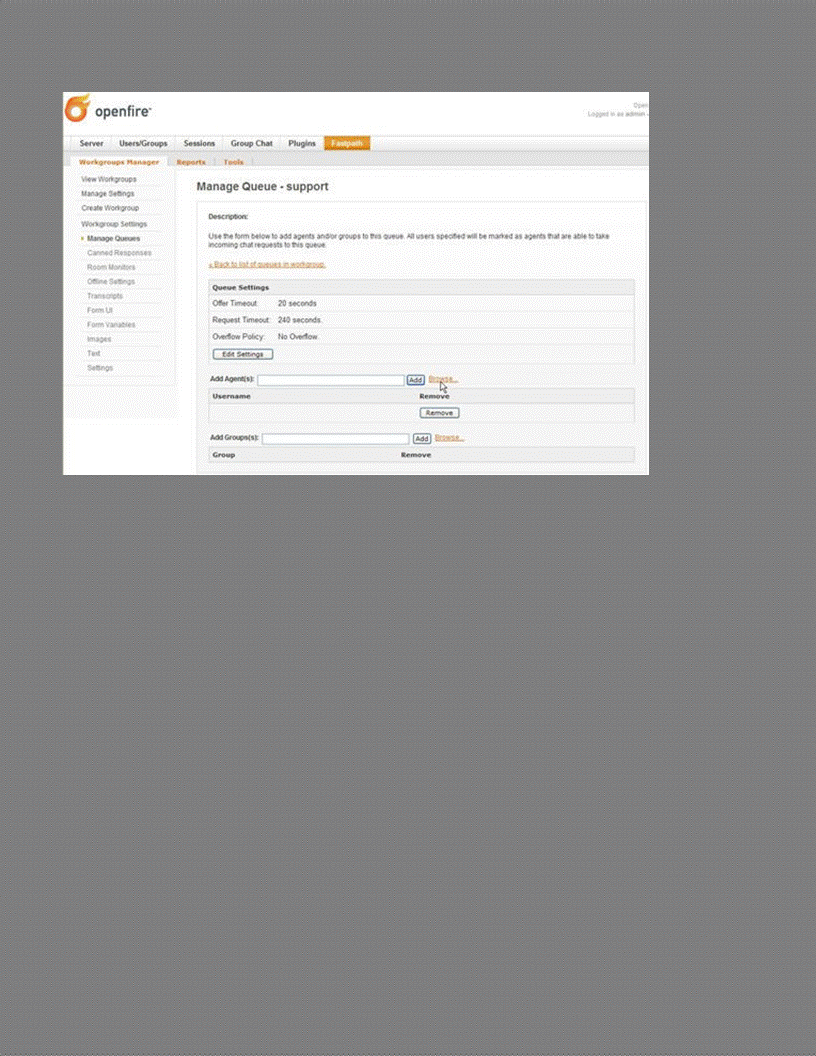 openfire™
Logged in as admin -
Server Users/Groups Sessions Group Chat Plugins Fastpath
Workgroups Manager Reports Tools
View Workgroups
Manage Settings
Create Workgroup
Workgroup Settings
Manage Queues
Canned Responses
Room Monitors
Offline Settings
Transcripts
Form UI
Form Variables
Images
Text
Settings
Manage Queue - support
Description:
Use the form below to add agents and/or groups to this queue. All users specified will be marked as agents that are able to take
incoming chat requests to this queue.
« Back to list of queues in workgroup.
Queue Settings
Offer Timeout: 20 seconds
Request Timeout: 240 seconds.
Overflow Policy: No Overflow.
Edit Settings
Add Agent(s): Add Browse...
Username Remove
Remove
Add Groups(s): Add Browse...
Group Remove